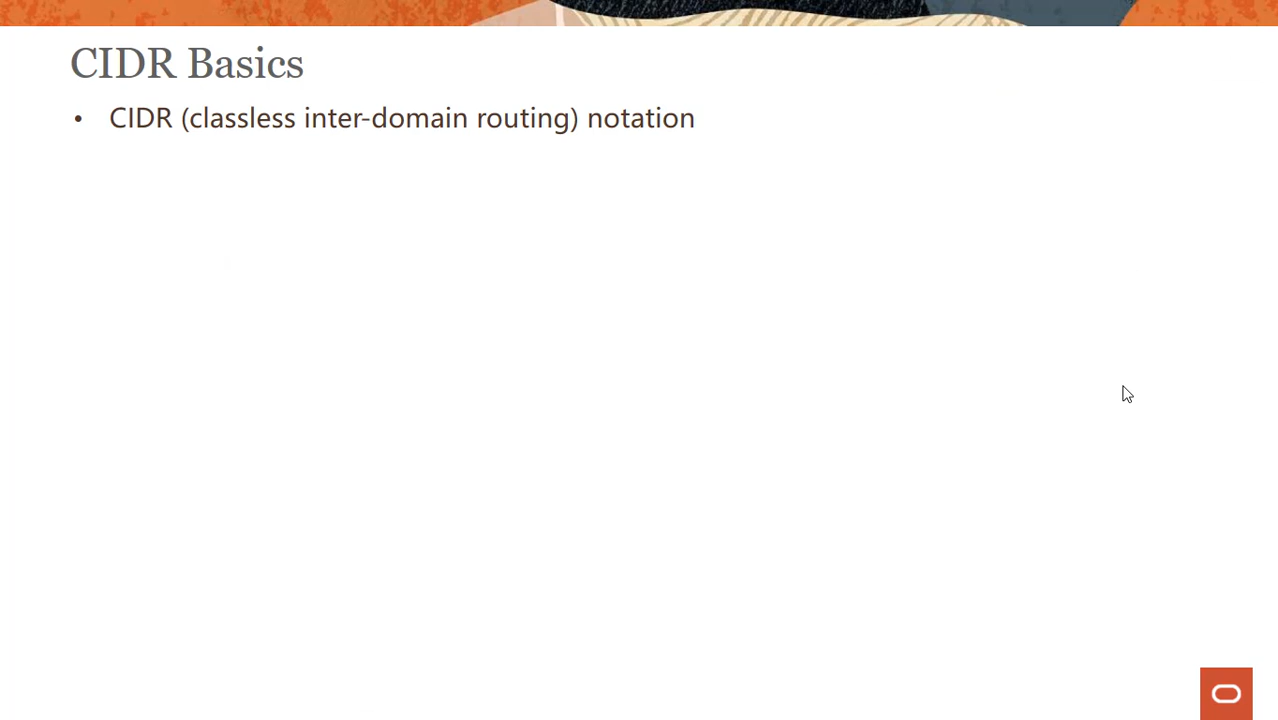 CIDR Basics
• CIDR (classless inter-domain routing) notation